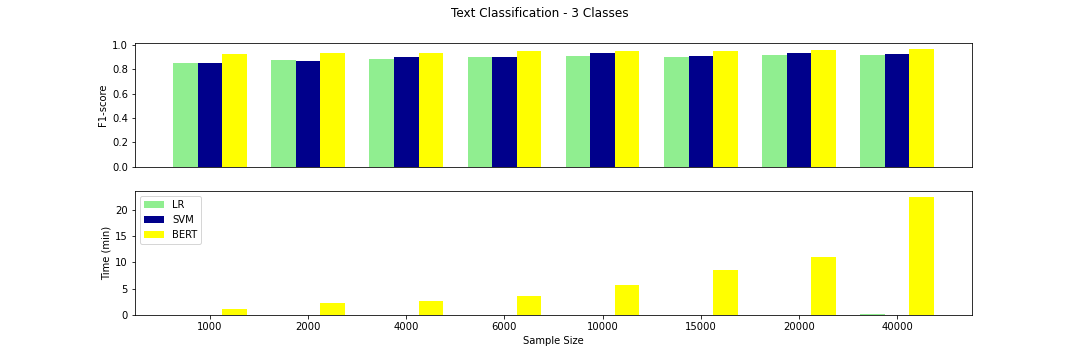 Text Classification - 3 Classes
1.0
0.8
0.6
0.4
0.2
0.0
F1-score
LR
SVM
BERT
20
15
10
5
0
Time (min)
1000 2000 4000 6000 10000 15000 20000 40000
Sample Size